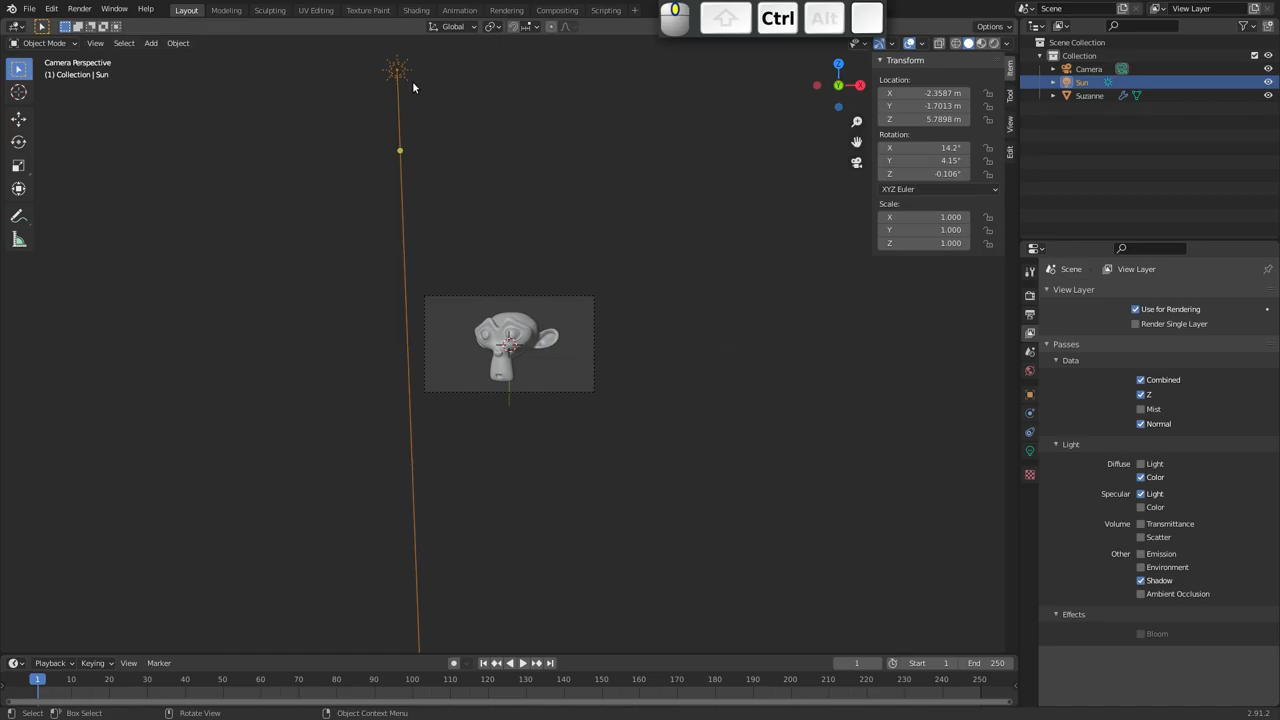 File Edit Render Window Help Layout Modeling Sculpting UV Editing Texture Paint Shading Animation Rendering Compositing Scripting +
Scene View Layer
Ctrl Alt
Global
Options
Object Mode View Select Add Object
Camera Perspective
(1) Collection | Sun
Transform
Location:
X -2.3587 m
Y -1.7013 m
Z 5.7898 m
Rotation:
X 14.2°
Y 4.15°
Z -0.106°
XYZ Euler
Scale:
X 1.000
Y 1.000
Z 1.000
Z
Y
X
Item
Tool
View
Edit
Scene Collection
Collection
Camera
Sun
Suzanne
Scene View Layer
View Layer
Use for Rendering
Render Single Layer
Passes
Data
Combined
Z
Mist
Normal
Light
Diffuse Light
Color
Specular Light
Color
Volume Transmittance
Scatter
Other Emission
Environment
Shadow
Ambient Occlusion
Effects
Bloom
Playback Keying View Marker
1 Start 1 End 250
1 10 20 30 40 50 60 70 80 90 100 110 120 130 140 150 160 170 180 190 200 210 220 230 240 250
Select Box Select Rotate View Object Context Menu 2.91.2